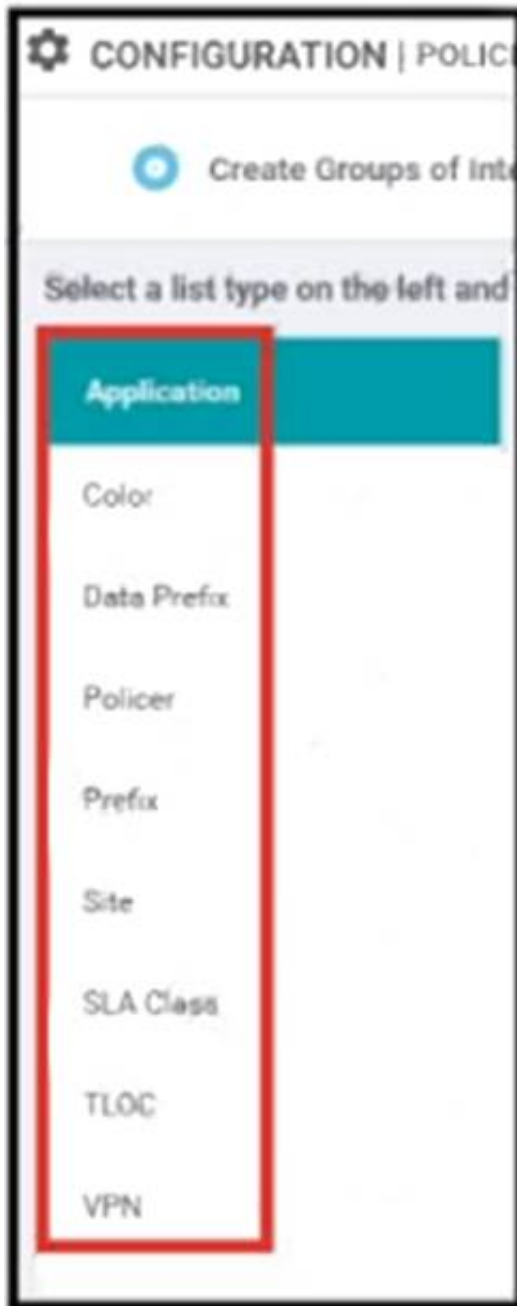 CONFIGURATION | POLIC
Create Groups of Inte
Select a list type on the left and
Application
Color
Data Prefix
Policer
Prefix
Site
SLA Class
TLOC
VPN